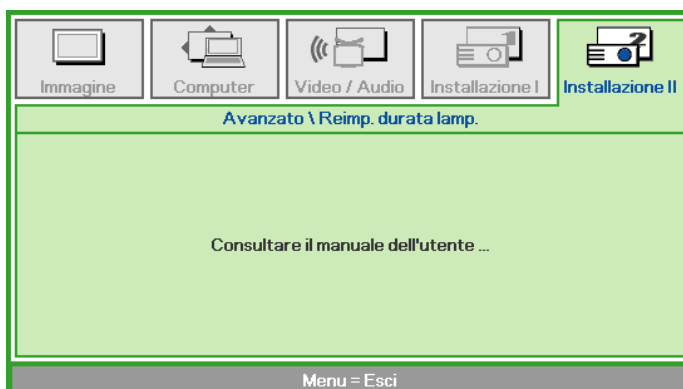 Immagine
Computer
Video / Audio
Installazione I
Installazione II
Avanzato \ Reimp. durata lamp.
Consultare il manuale dell'utente ...
Menu = Esci